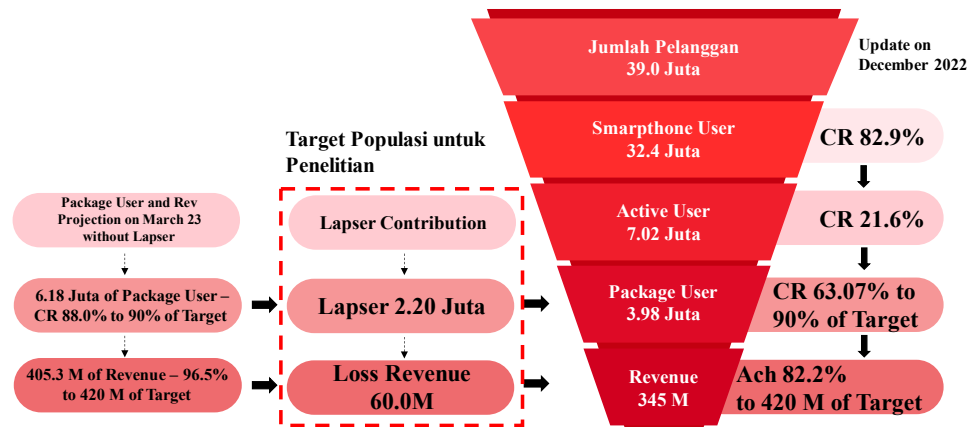 Jumlah Pelanggan
39.0 Juta
Update on
December 2022
Smarpthone User
32.4 Juta
CR 82.9%
Target Populasi untuk
Penelitian
Package User and Rev
Projection on March 23
without Lapser
Lapser Contribution
Active User
7.02 Juta
CR 21.6%
6.18 Juta of Package User –
CR 88.0% to 90% of Target
Lapser 2.20 Juta
Package User
3.98 Juta
CR 63.07% to
90% of Target
405.3 M of Revenue – 96.5%
to 420 M of Target
Loss Revenue
60.0M
Revenue
345 M
Ach 82.2%
to 420 M of Target